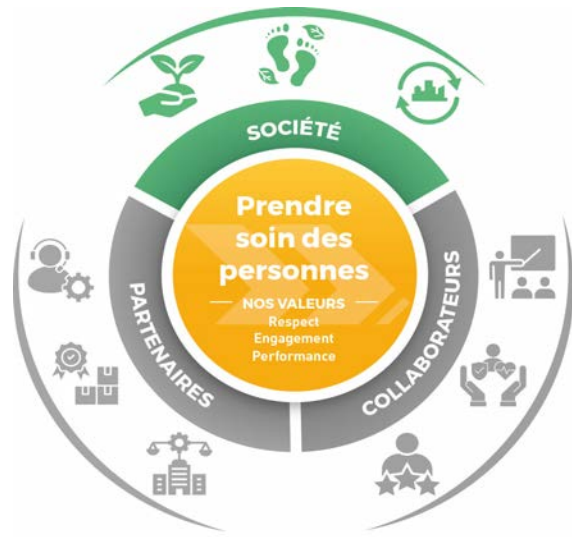 SOCIÉTÉ
Prendre
soin des
personnes
NOS VALEURS
Respect
Engagement
Performance
PARTENAIRES
COLLABORATEURS